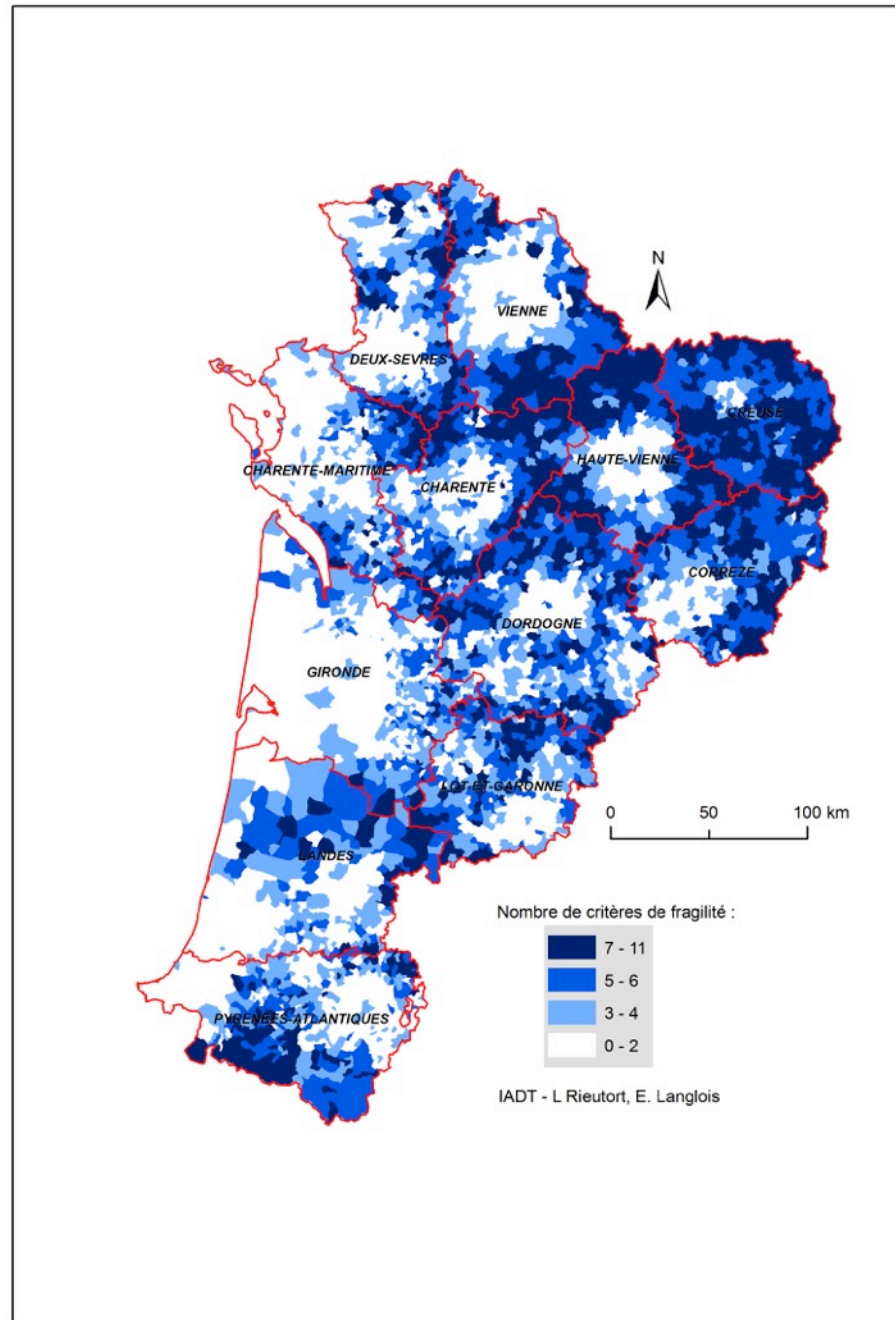 N
VIENNE
DEUX-SEVRES
CREUSE
HAUTE-VIENNE
CHARENTE-MARITIME
CHARENTE
CORREZE
DORDOGNE
GIRONDE
LOT-ET-GARONNE
0 50 100 km
LANDES
Nombre de critères de fragilité :
7 - 11
5 - 6
3 - 4
0 - 2
PYRENEES-ATLANTIQUES
IADT - L Rieutort, E. Langlois